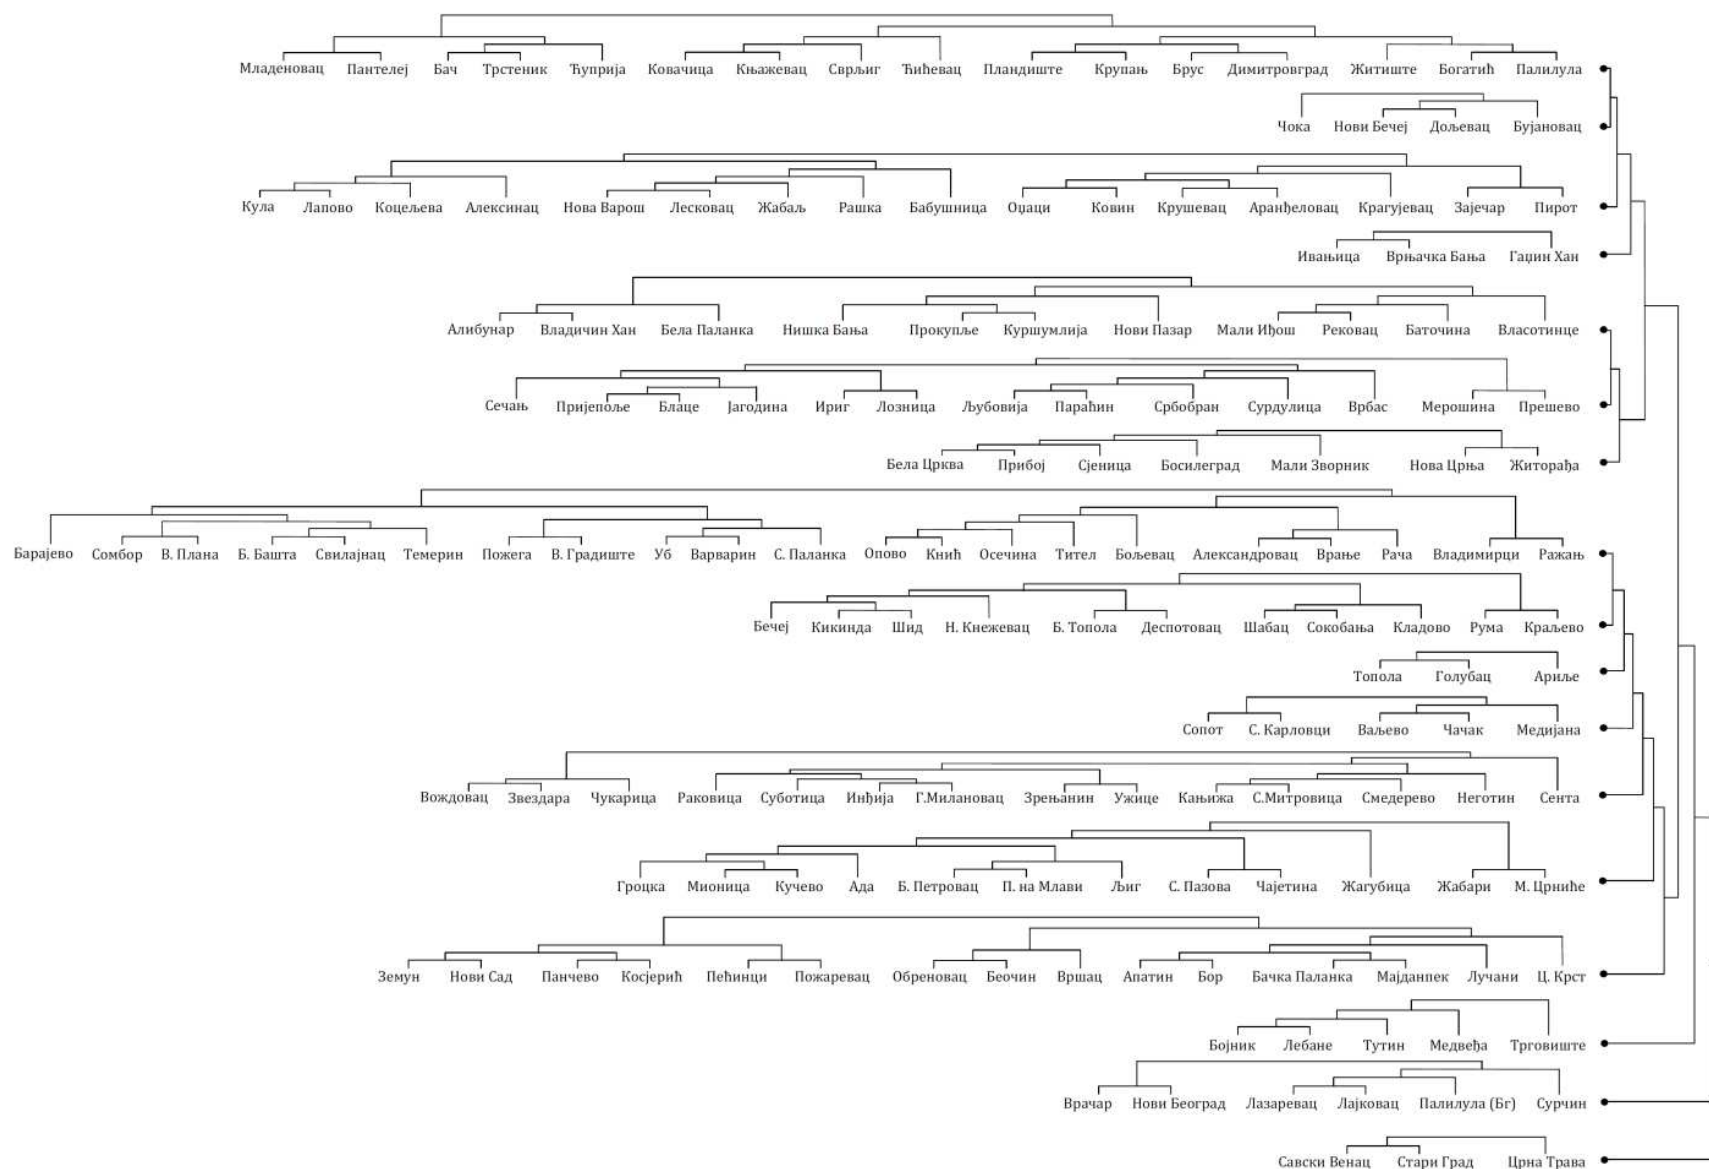 Младеновац Пантелеј Бач Трстеник Ћуприја Ковачица Књажевац Сврљиг Ћићевац Пландиште Крупањ Брус Димитровград Житиште Богатић Палилула
Чока Нови Бечеј Дољевац Бујановац
Кула Лапово Коцељева Алексинац Нова Варош Лесковац Жабаљ Рашка Бабушница Оџаци Ковин Крушевац Аранђеловац Крагујевац Зајечар Пирот
Ивањица Врњачка Бања Гаџин Хан
Алибунар Владичин Хан Бела Паланка Нишка Бања Прокупље Куршумлија Нови Пазар Мали Иђош Рековац Баточина Власотинце
Сечањ Пријепоље Блаце Јагодина Ириг Лозница Љубовија Параћин Србобран Сурдулица Врбас Мерошина Прешево
Бела Црква Прибој Сјеница Босилеград Мали Зворник Нова Црња Житорађа
Барајево Сомбор В. Плана Б. Башта Свилајнац Темерин Пожега В. Градиште Уб Варварин С. Паланка Опово Кнић Осечина Тител Бољевац Александровац Врање Рача Владимирци Ражањ
Бечеј Кикинда Шид Н. Кнежевац Б. Топола Деспотовац Шабац Сокобања Кладово Рума Краљево
Топола Голубац Ариље
Сопот С. Карловци Ваљево Чачак Медијана
Вождовац Звездара Чукарица Раковица Суботица Инђија Г.Милановац Зрењанин Ужице Кањижа С.Митровица Смедерево Неготин Сента
Гроцка Мионица Кучево Ада Б. Петровац П. на Млави Љиг С. Пазова Чајетина Жагубица Жабари М. Црниће
Земун Нови Сад Панчево Косјерић Пећинци Пожаревац Обреновац Беочин Вршац Апатин Бор Бачка Паланка Мајданпек Лучани Ц. Крст
Бојник Лебане Тутин Медвеђа Трговиште
Врачар Нови Београд Лазаревац Лајковац Палилула (Бг) Сурчин
Савски Венац Стари Град Црна Трава